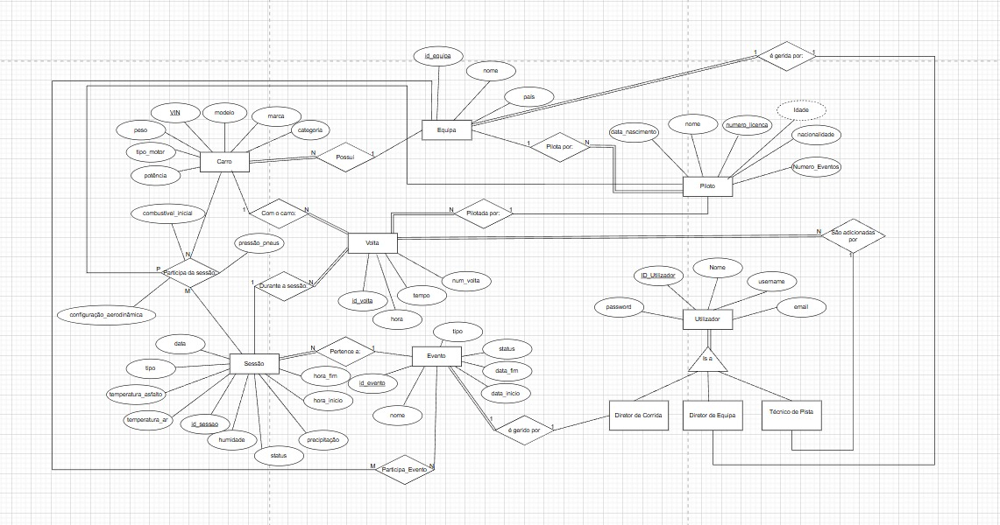 id_equipa
1
é gerida por:
1
nome
país
VIN
modelo
marca
Idade
peso
categoria
Equipa
data_nascimento
nome
numero_licenca
nacionalidade
tipo_motor
Carro
N
Possui
1
1
Pilota por:
N
Numero_Eventos
potência
Piloto
combustivel_inicial
1
Com o carro:
N
N
Pilotada por:
1
pressão_pneus
Volta
N
São adicionadas
por
1
N
P
Participa da sessão
M
1
Durante a sessão
N
num_volta
ID_Utilizador
Nome
username
configuração_aerodinâmica
id_volta
tempo
hora
password
Utilizador
email
data
tipo
temperatura_asfalto
temperatura_ar
Sessão
N
Pertence a:
1
tipo
Evento
status
data_fim
data_inicio
Is a
hora_fim
id_evento
hora_inicio
id_sessao
humidade
status
precipitação
nome
1
é gerido por
1
Diretor de Corrida
Diretor de Equipa
Técnico de Pista
M
Participa_Evento
N